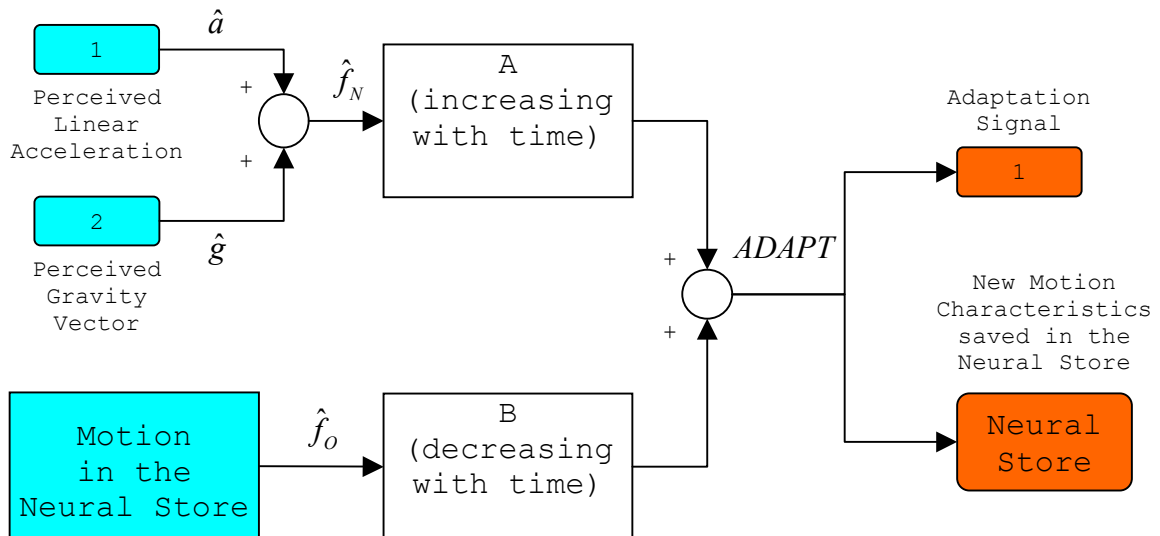 1
â
Perceived
Linear
Acceleration
+
+
2
ĝ
Perceived
Gravity
Vector
f̂_N
A
(increasing
with time)
Motion
in the
Neural Store
f̂_O
B
(decreasing
with time)
+
+
ADAPT
Adaptation
Signal
1
New Motion
Characteristics
saved in the
Neural Store
Neural
Store